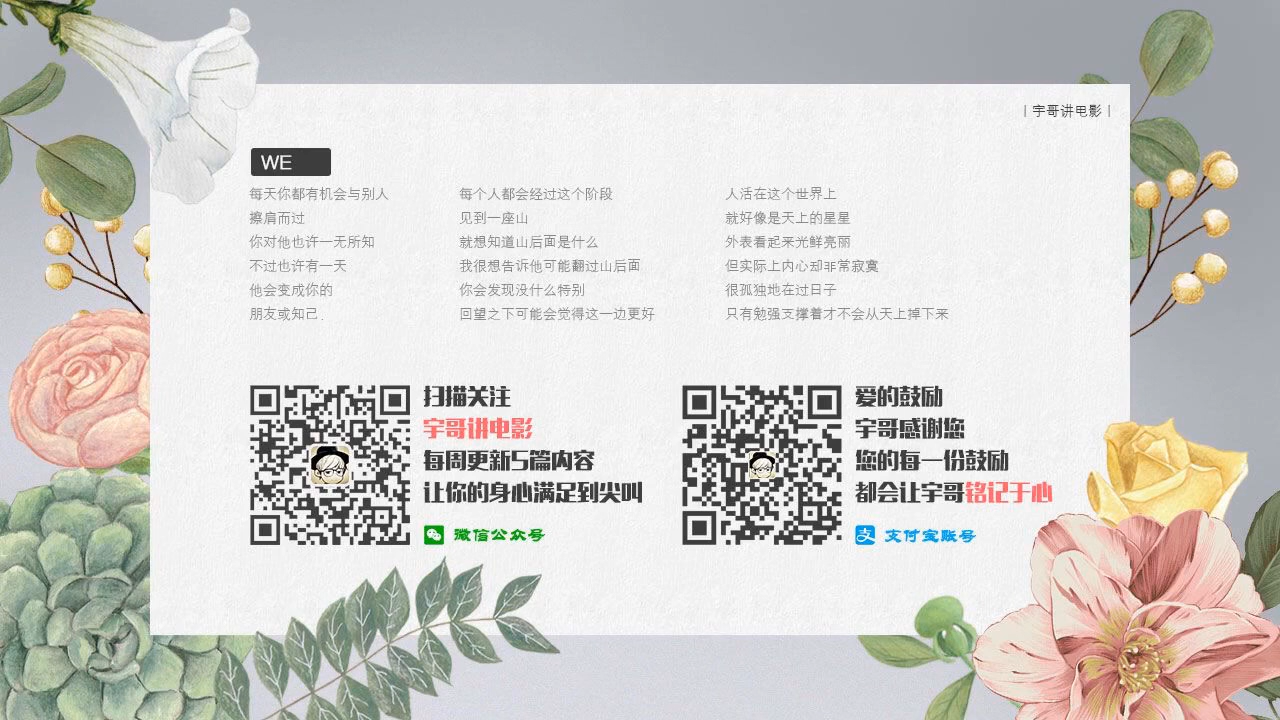 | 宇哥讲电影 |
WE
每天你都有机会与别人
擦肩而过
你对他也许一无所知
不过也许有一天
他会变成你的
朋友或知己.
每个人都会经过这个阶段
见到一座山
就想知道山后面是什么
我很想告诉他可能翻过山后面
你会发现没什么特别
回望之下可能会觉得这一边更好
人活在这个世界上
就好像是天上的星星
外表看起来光鲜亮丽
但实际上内心却非常寂寞
很孤独地在过日子
只有勉强支撑着才不会从天上掉下来
扫描关注
宇哥讲电影
每周更新5篇内容
让你的身心满足到尖叫
微信公众号
爱的鼓励
宇哥感谢您
您的每一份鼓励
都会让宇哥铭记于心
支 支付宝账号